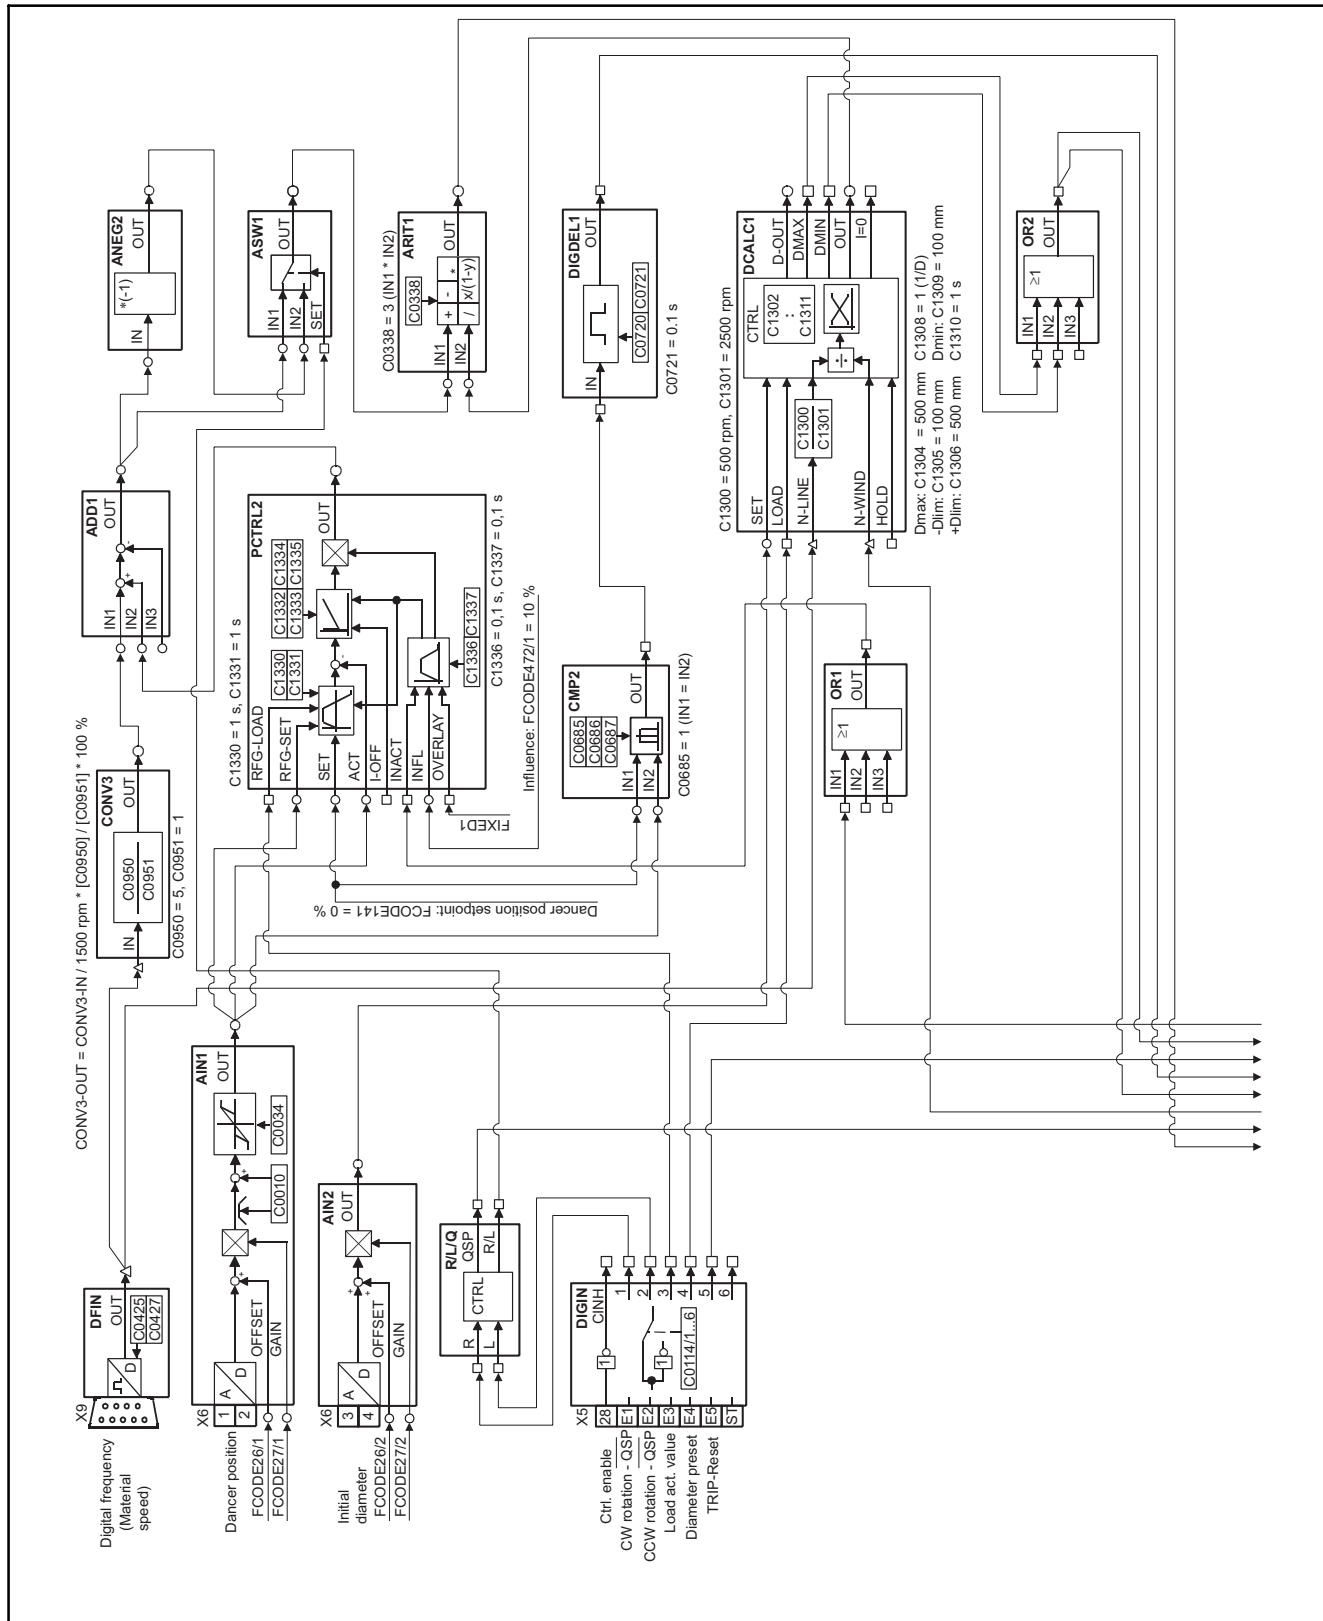 Digital frequency
(Material
speed)
X9
DFIN
OUT
D
C0425
C0427
CONV3-OUT = CONV3-IN / 1500 rpm * [C0950] / [C0951] * 100 %
CONV3
IN
C0950
C0951
OUT
C0950 = 5, C0951 = 1
ADD1
IN1
IN2
IN3
+
-
OUT
ANEG2
IN
*(-1)
OUT
Dancer position
FCODE26/1
FCODE27/1
X6
1
2
A
D
OFFSET
GAIN
+
+
C0010
C0034
AIN1
OUT
C1330 = 1 s, C1331 = 1 s
PCTRL2
RFG-LOAD
RFG-SET
SET
ACT
I-OFF
INACT
INFL
OVERLAY
C1330
C1331
-
C1332
C1333
C1334
C1335
C1336
C1337
OUT
C1336 = 0,1 s, C1337 = 0,1 s
FIXED1
Influence: FCODE472/1 = 10 %
Dancer position setpoint: FCODE141 = 0 %
ASW1
IN1
IN2
SET
OUT
Initial
diameter
FCODE26/2
FCODE27/2
X6
3
4
A
D
OFFSET
GAIN
+
+
AIN2
OUT
C0338 = 3 (IN1 * IN2)
ARIT1
C0338
IN1
IN2
+
-
*
/
x/(1-y)
OUT
R/L/Q
R
L
CTRL
QSP
R/L
CMP2
C0685
C0686
C0687
IN1
IN2
OUT
C0685 = 1 (IN1 = IN2)
DIGDEL1
IN
OUT
C0720
C0721
C0721 = 0.1 s
Ctrl. enable
CW rotation - QSP
CCW rotation - QSP
Load act. value
Diameter preset
TRIP-Reset
X5
28
E1
E2
E3
E4
E5
ST
DIGIN
CINH
1
1
C0114/1...6
1
2
3
4
5
6
C1300 = 500 rpm, C1301 = 2500 rpm
DCALC1
SET
LOAD
N-LINE
N-WIND
HOLD
C1300
C1301
CTRL
C1302
:
C1311
÷
D-OUT
DMAX
DMIN
OUT
I=0
Dmax: C1304 = 500 mm C1308 = 1 (1/D)
-Dlim: C1305 = 100 mm Dmin: C1309 = 100 mm
+Dlim: C1306 = 500 mm C1310 = 1 s
OR1
IN1
IN2
IN3
≥1
OUT
OR2
IN1
IN2
IN3
≥1
OUT